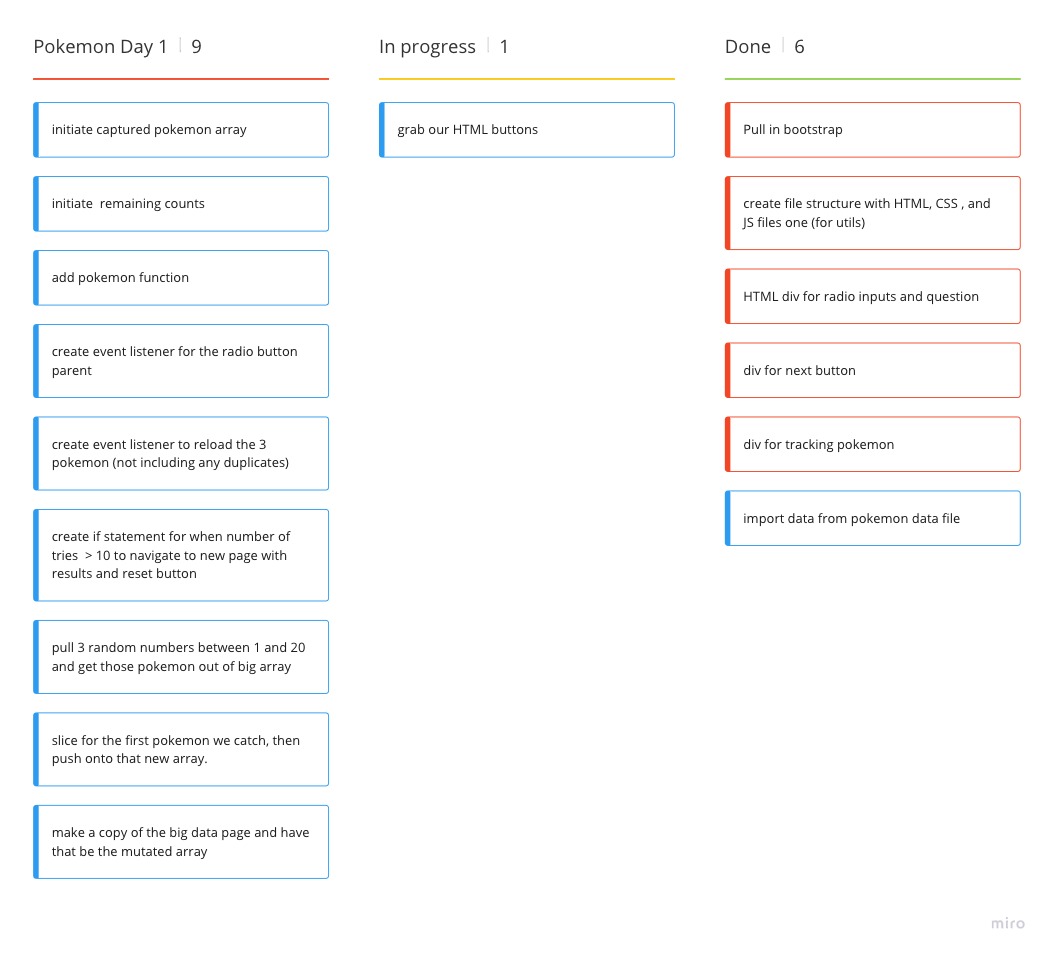 Pokemon Day 1 | 9
initiate captured pokemon array
initiate  remaining counts
add pokemon function
create event listener for the radio button
parent
create event listener to reload the 3
pokemon (not including any duplicates)
create if statement for when number of
tries  > 10 to navigate to new page with
results and reset button
pull 3 random numbers between 1 and 20
and get those pokemon out of big array
slice for the first pokemon we catch, then
push onto that new array.
make a copy of the big data page and have
that be the mutated array
In progress | 1
grab our HTML buttons
Done | 6
Pull in bootstrap
create file structure with HTML, CSS , and
JS files one (for utils)
HTML div for radio inputs and question
div for next button
div for tracking pokemon
import data from pokemon data file
miro